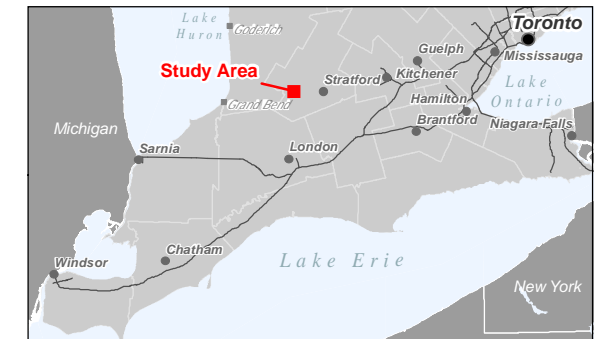 Lake
Huron
Goderich
Toronto
Guelph
Mississauga
Study Area
Stratford
Kitchener
Lake
Ontario
Grand Bend
Hamilton
Brantford
Niagara-Falls
Michigan
Sarnia
London
Chatham
Lake Erie
Windsor
New York